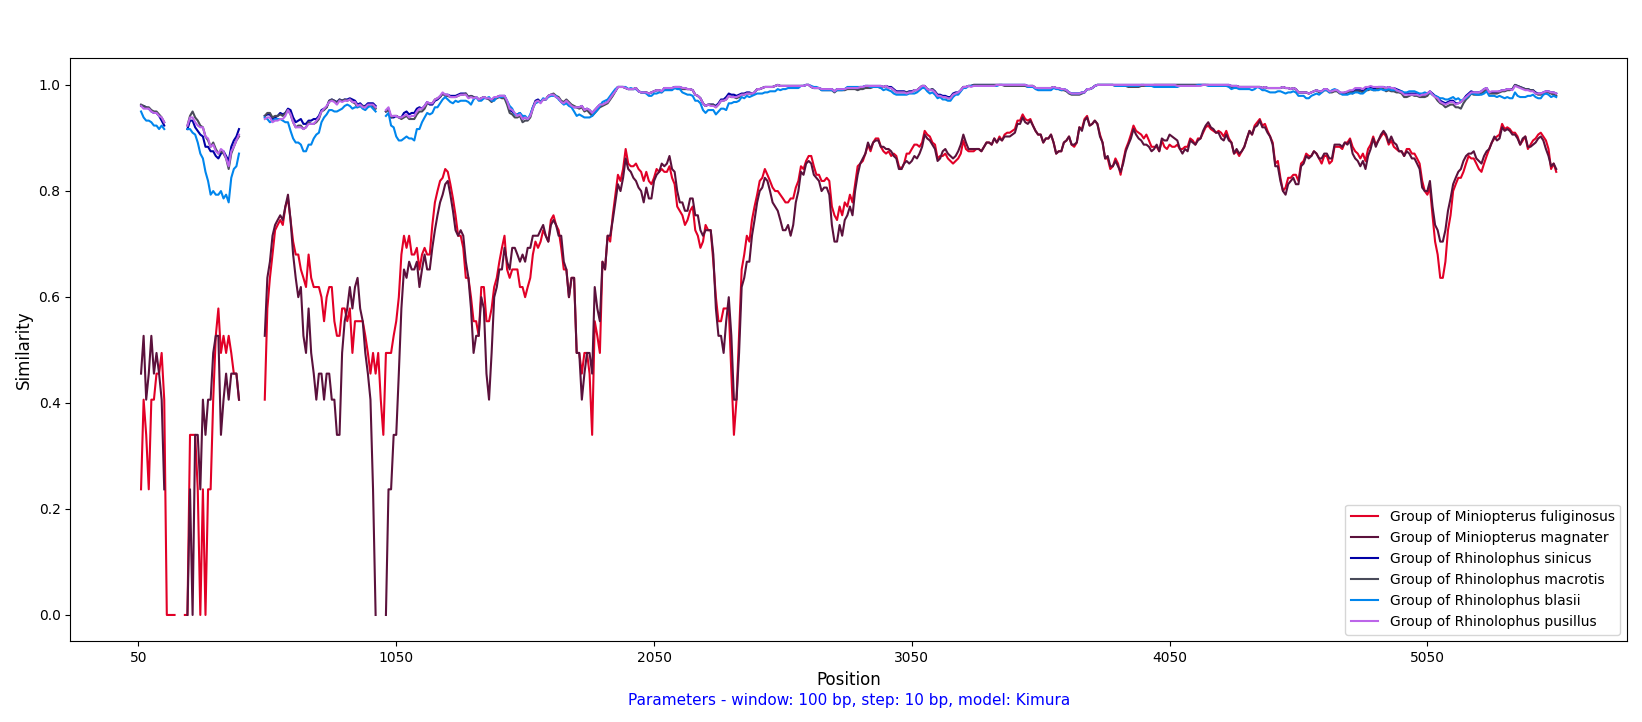 1.0
0.8
0.6
0.4
0.2
0.0
Similarity
50
1050
2050
3050
4050
5050
Position
Parameters - window: 100 bp, step: 10 bp, model: Kimura
Group of Miniopterus fuliginosus
Group of Miniopterus magnater
Group of Rhinolophus sinicus
Group of Rhinolophus macrotis
Group of Rhinolophus blasii
Group of Rhinolophus pusillus